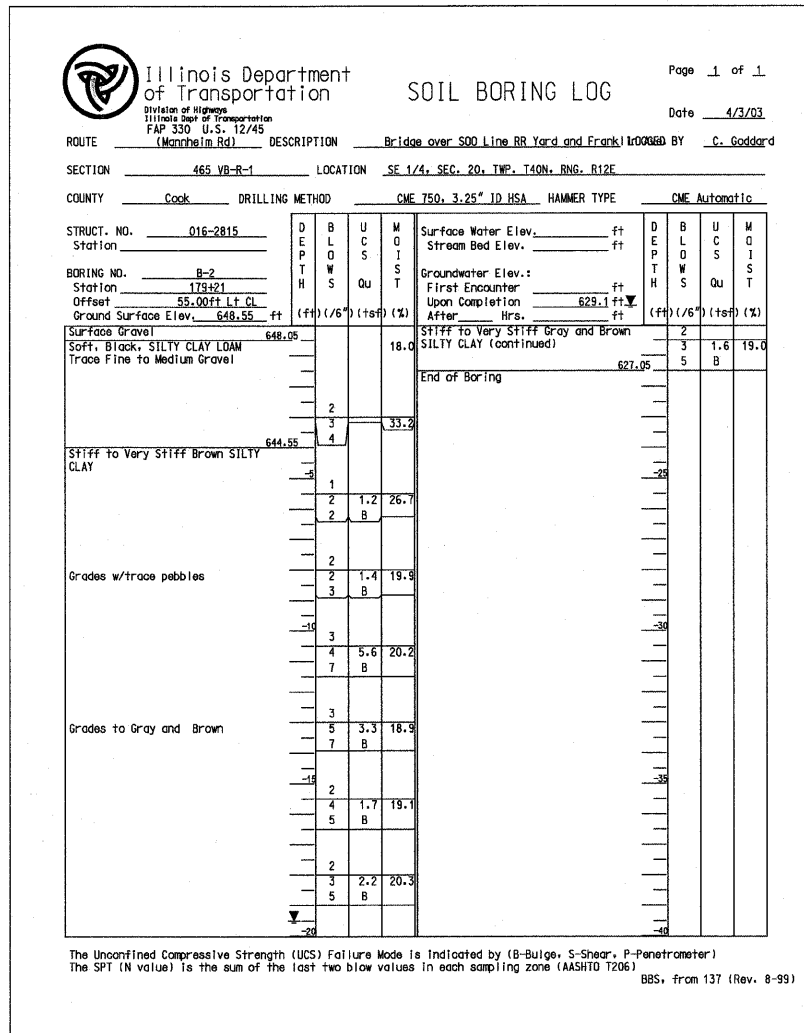 Illinois Department
of Transportation
Division of Highways
Illinois Dept of Transportation
SOIL BORING LOG
Page 1 of 1
Date 4/3/03
FAP 330 U.S. 12/45
ROUTE (Mannheim Rd) DESCRIPTION Bridge over SOO Line RR Yard and Frankl BY C. Goddard
SECTION 465 VB-R-1 LOCATION SE 1/4, SEC. 20, TWP. T40N, RNG. R12E
COUNTY Cook DRILLING METHOD CME 750, 3.25" ID HSA HAMMER TYPE CME Automatic
STRUCT. NO. 016-2815
Station
BORING NO. B-2
Station 179+21
Offset 55.00ft Lt CL
Ground Surface Elev. 648.55 ft
DEPTH (ft)
BLOWS (/6")
UCS Qu (tsf)
MOIST (%)
Surface Water Elev. ft
Stream Bed Elev. ft
Groundwater Elev.:
First Encounter ft
Upon Completion 629.1 ft
After Hrs. ft
DEPTH (ft)
BLOWS (/6")
UCS Qu (tsf)
MOIST (%)
Surface Gravel
648.05
Soft, Black, SILTY CLAY LOAM 18.0
Trace Fine to Medium Gravel
2
3 33.2
4
644.55
Stiff to Very Stiff Brown SILTY
CLAY
-5
1
2 1.2 26.7
2 B
2
Grades w/trace pebbles 2 1.4 19.9
3 B
-10
3
4 5.6 20.2
7 B
3
Grades to Gray and Brown 5 3.3 18.9
7 B
-15
2
4 1.7 19.1
5 B
2
3 2.2 20.3
5 B
-20
Stiff to Very Stiff Gray and Brown 2
SILTY CLAY (continued) 3 1.6 19.0
627.05 5 B
End of Boring
-25
-30
-35
-40
The Unconfined Compressive Strength (UCS) Failure Mode is indicated by (B-Bulge, S-Shear, P-Penetrometer)
The SPT (N value) is the sum of the last two blow values in each sampling zone (AASHTO T206)
BBS, from 137 (Rev. 8-99)